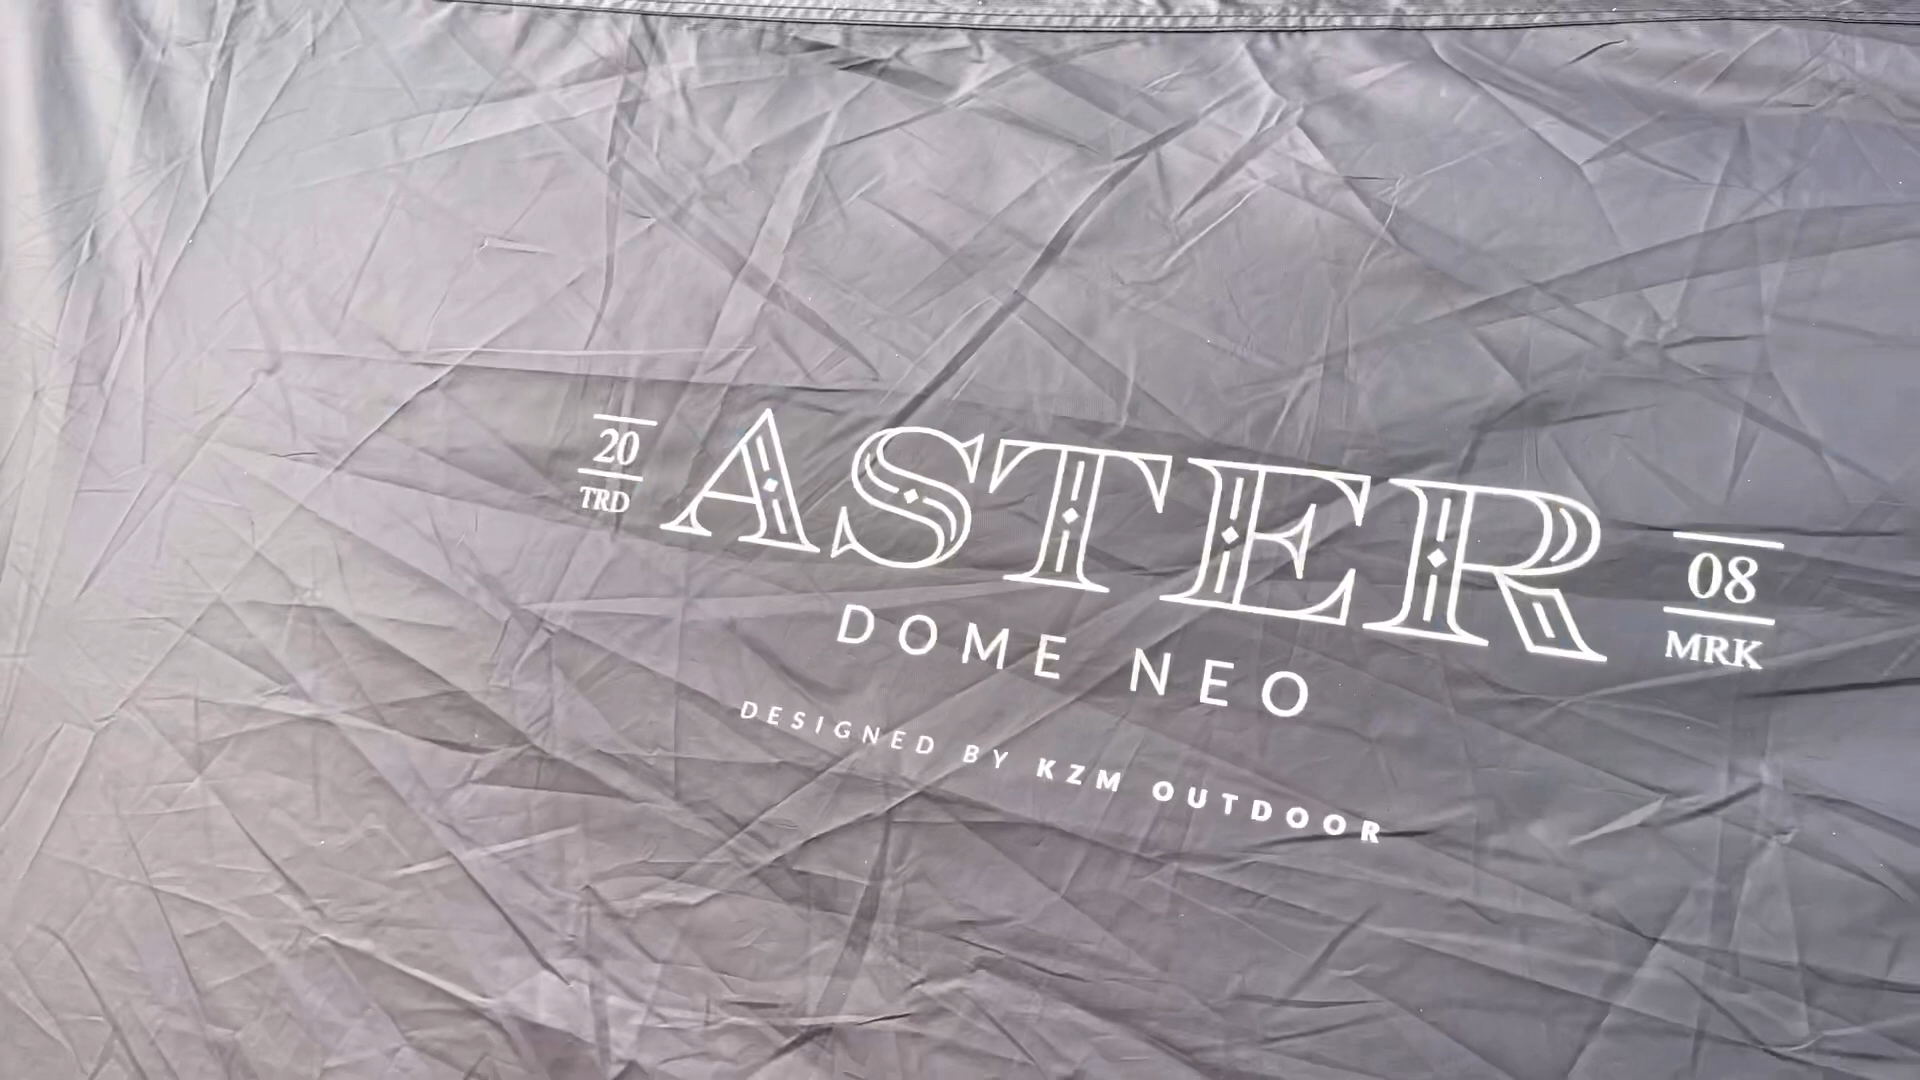 20
TRD
ASTER
08
MRK
DOME NEO
DESIGNED BY KZM OUTDOOR